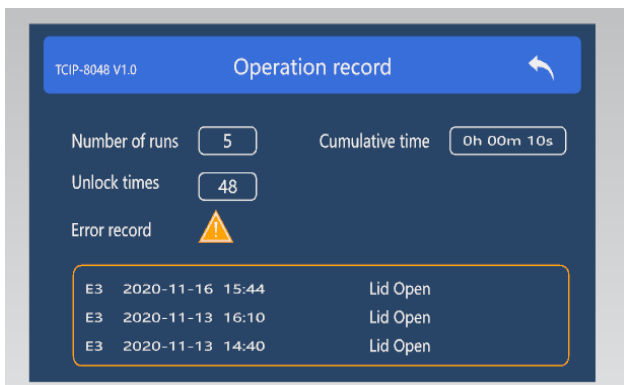 TCIP-8048 V1.0 Operation record
Number of runs 5 Cumulative time 0h 00m 10s
Unlock times 48
Error record
E3 2020-11-16 15:44 Lid Open
E3 2020-11-13 16:10 Lid Open
E3 2020-11-13 14:40 Lid Open